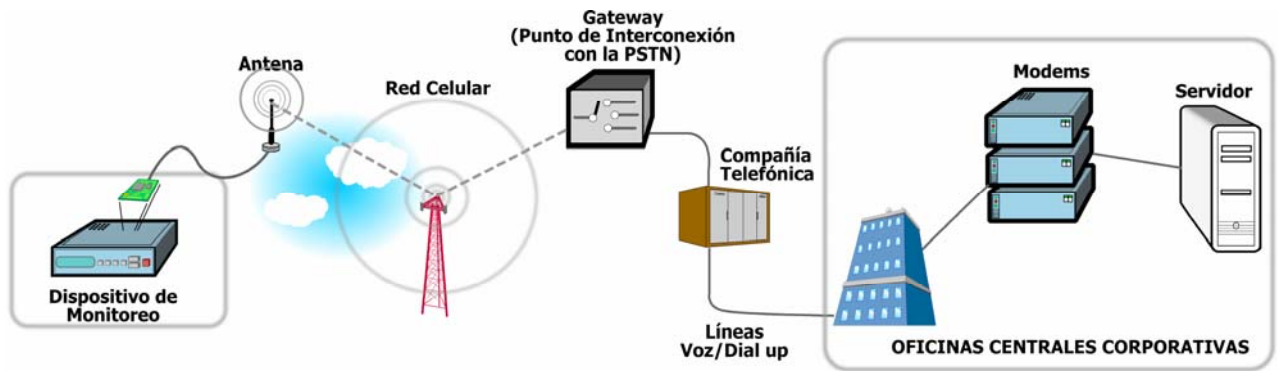 Gateway
(Punto de Interconexión
con la PSTN)
Antena
Red Celular
Modems
Servidor
Compañía
Telefónica
Dispositivo de
Monitoreo
Líneas
Voz/Dial up
OFICINAS CENTRALES CORPORATIVAS